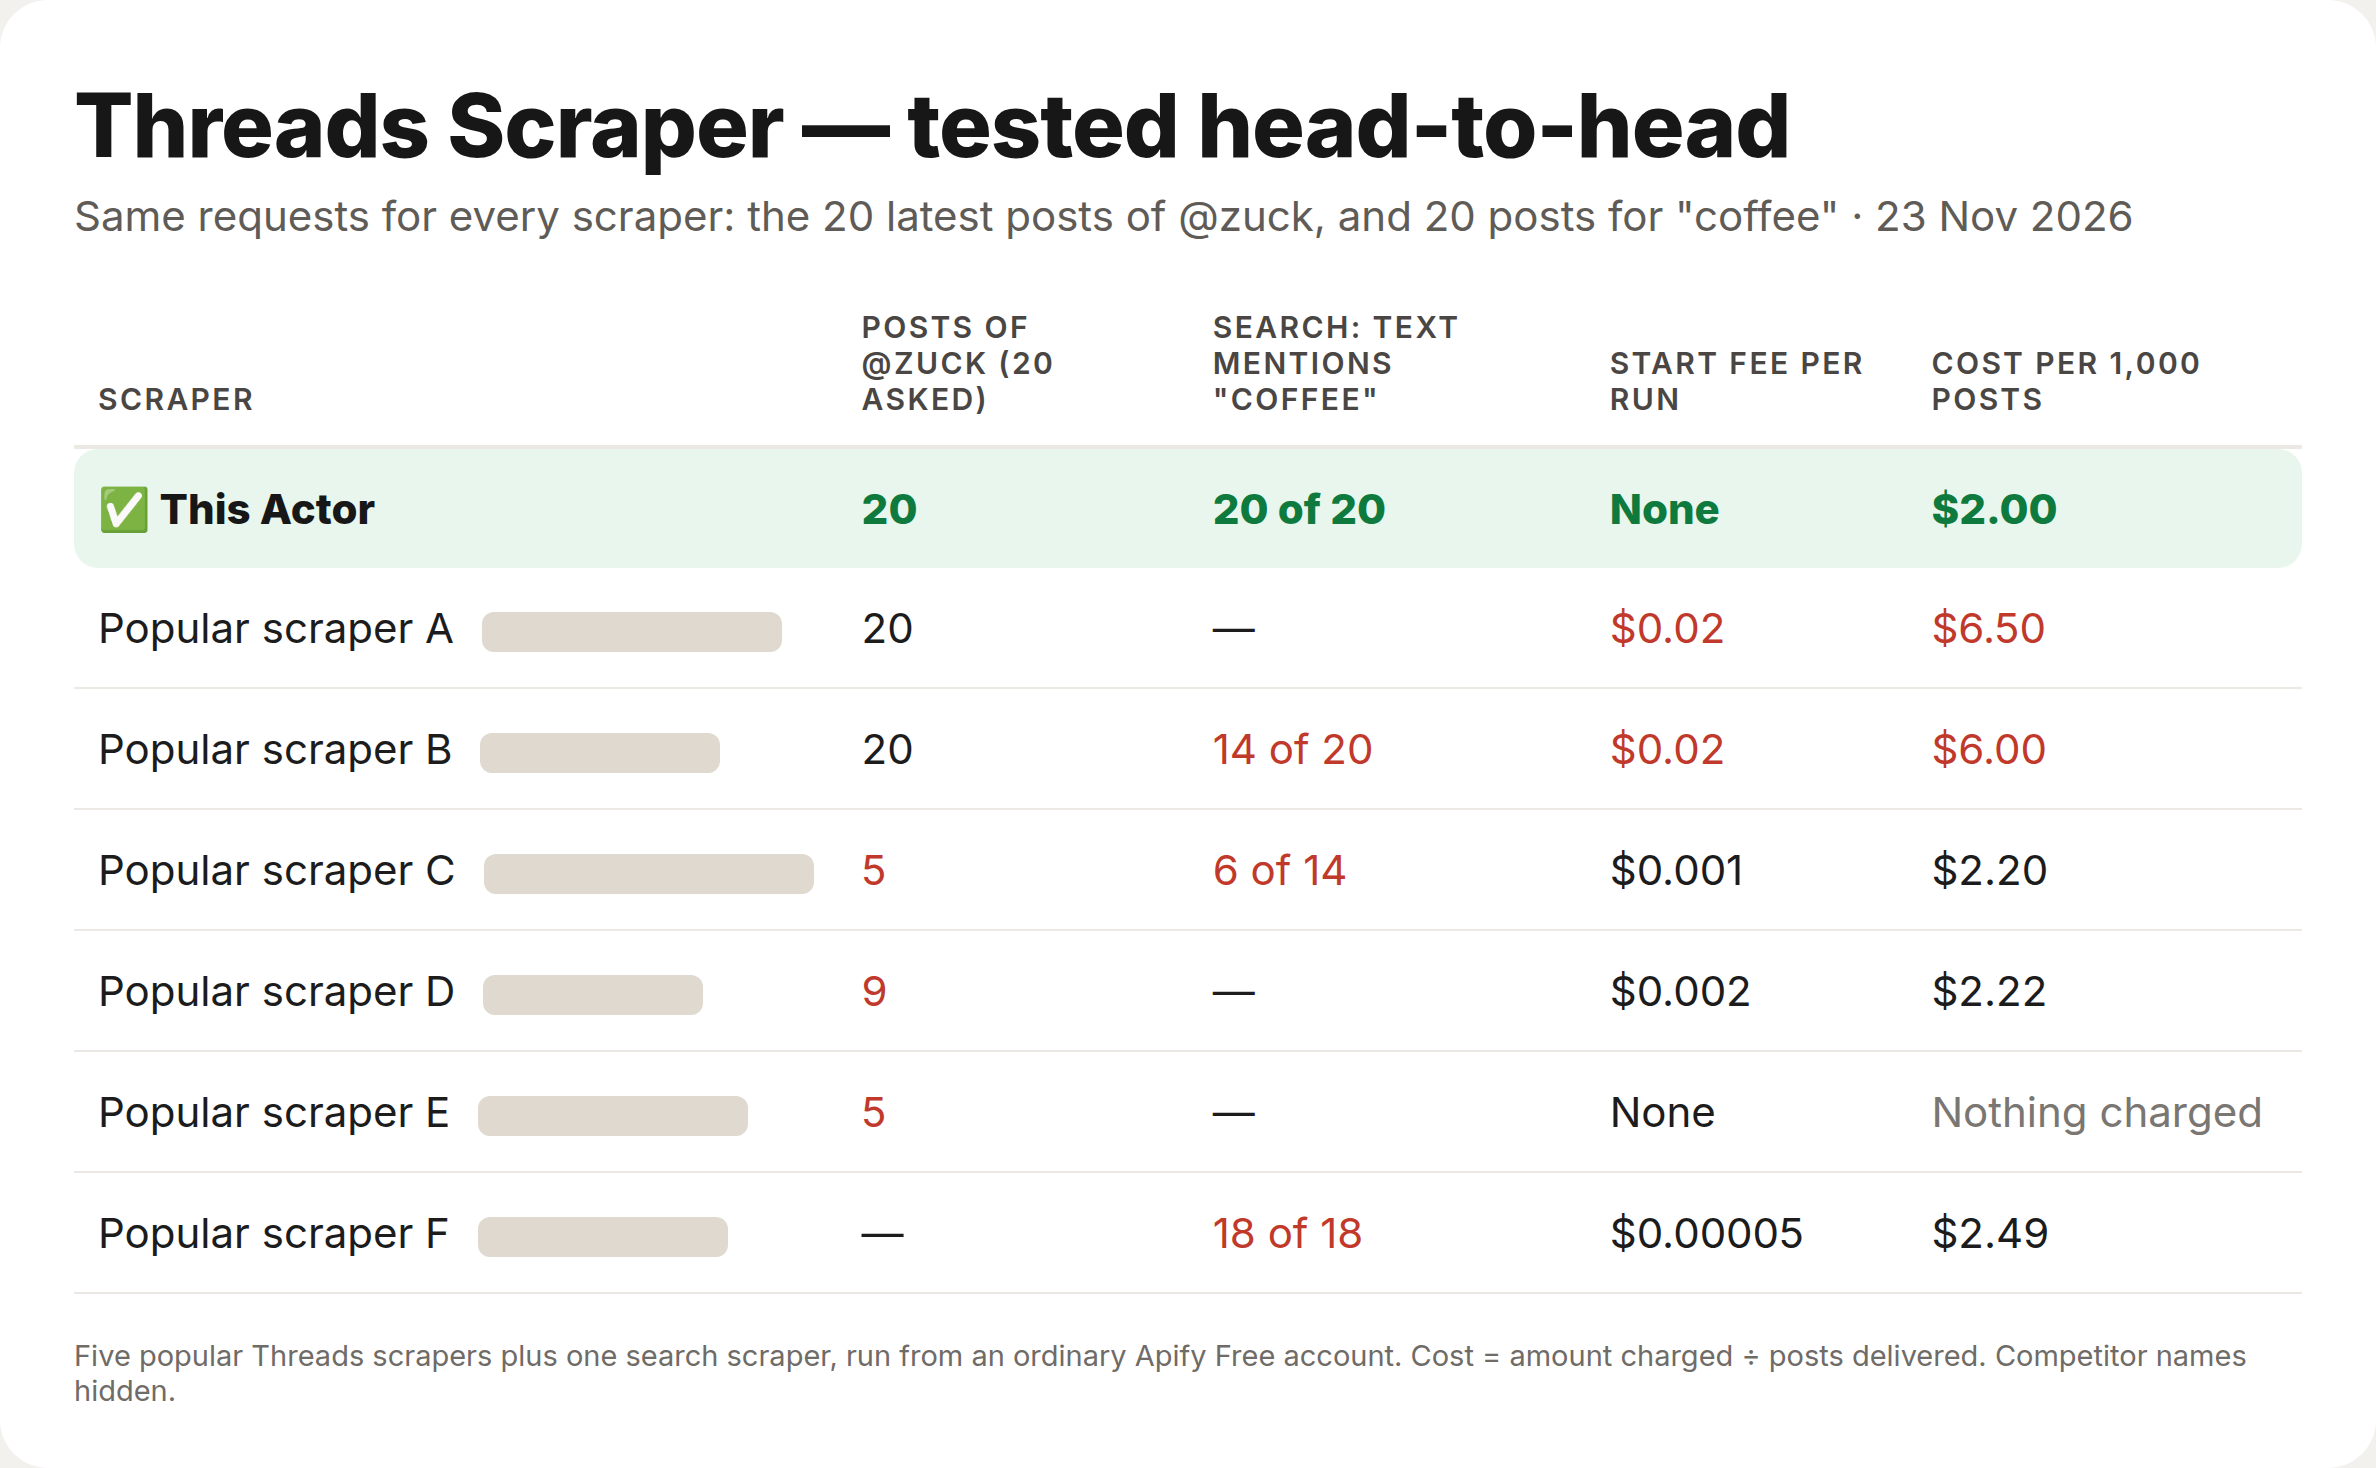 Threads Scraper — tested head-to-head
Same requests for every scraper: the 20 latest posts of @zuck, and 20 posts for "coffee" · 23 Nov 2026
SCRAPER
POSTS OF
@ZUCK (20
ASKED)
SEARCH: TEXT
MENTIONS
"COFFEE"
START FEE PER
RUN
COST PER 1,000
POSTS
✅ This Actor 20 20 of 20 None $2.00
Popular scraper A 20 — $0.02 $6.50
Popular scraper B 20 14 of 20 $0.02 $6.00
Popular scraper C 5 6 of 14 $0.001 $2.20
Popular scraper D 9 — $0.002 $2.22
Popular scraper E 5 — None Nothing charged
Popular scraper F — 18 of 18 $0.00005 $2.49
Five popular Threads scrapers plus one search scraper, run from an ordinary Apify Free account. Cost = amount charged ÷ posts delivered. Competitor names
hidden.